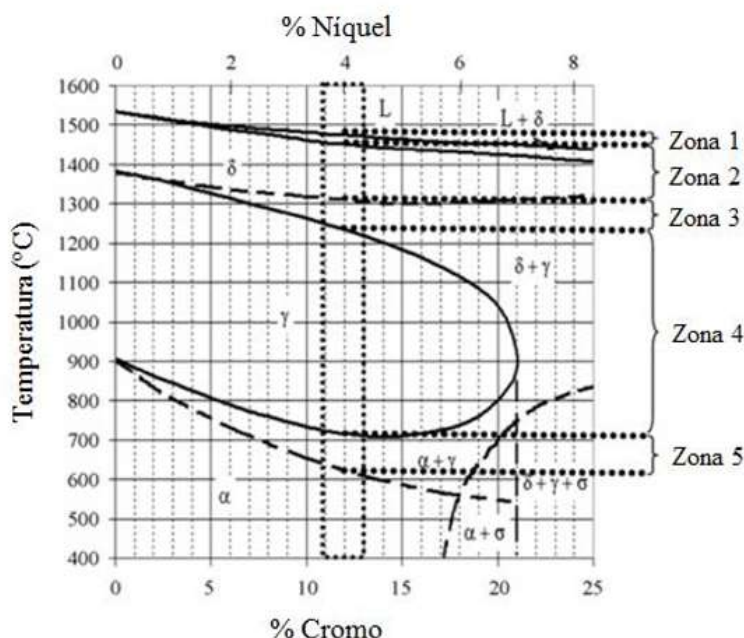 % Níquel
0 2 4 6 8
1600
1500
1400
1300
1200
1100
1000
900
800
700
600
500
400
Temperatura (ºC)
L
L + δ
δ
δ + γ
γ
α + γ
α
δ + γ + σ
α + σ
Zona 1
Zona 2
Zona 3
Zona 4
Zona 5
0 5 10 15 20 25
% Cromo